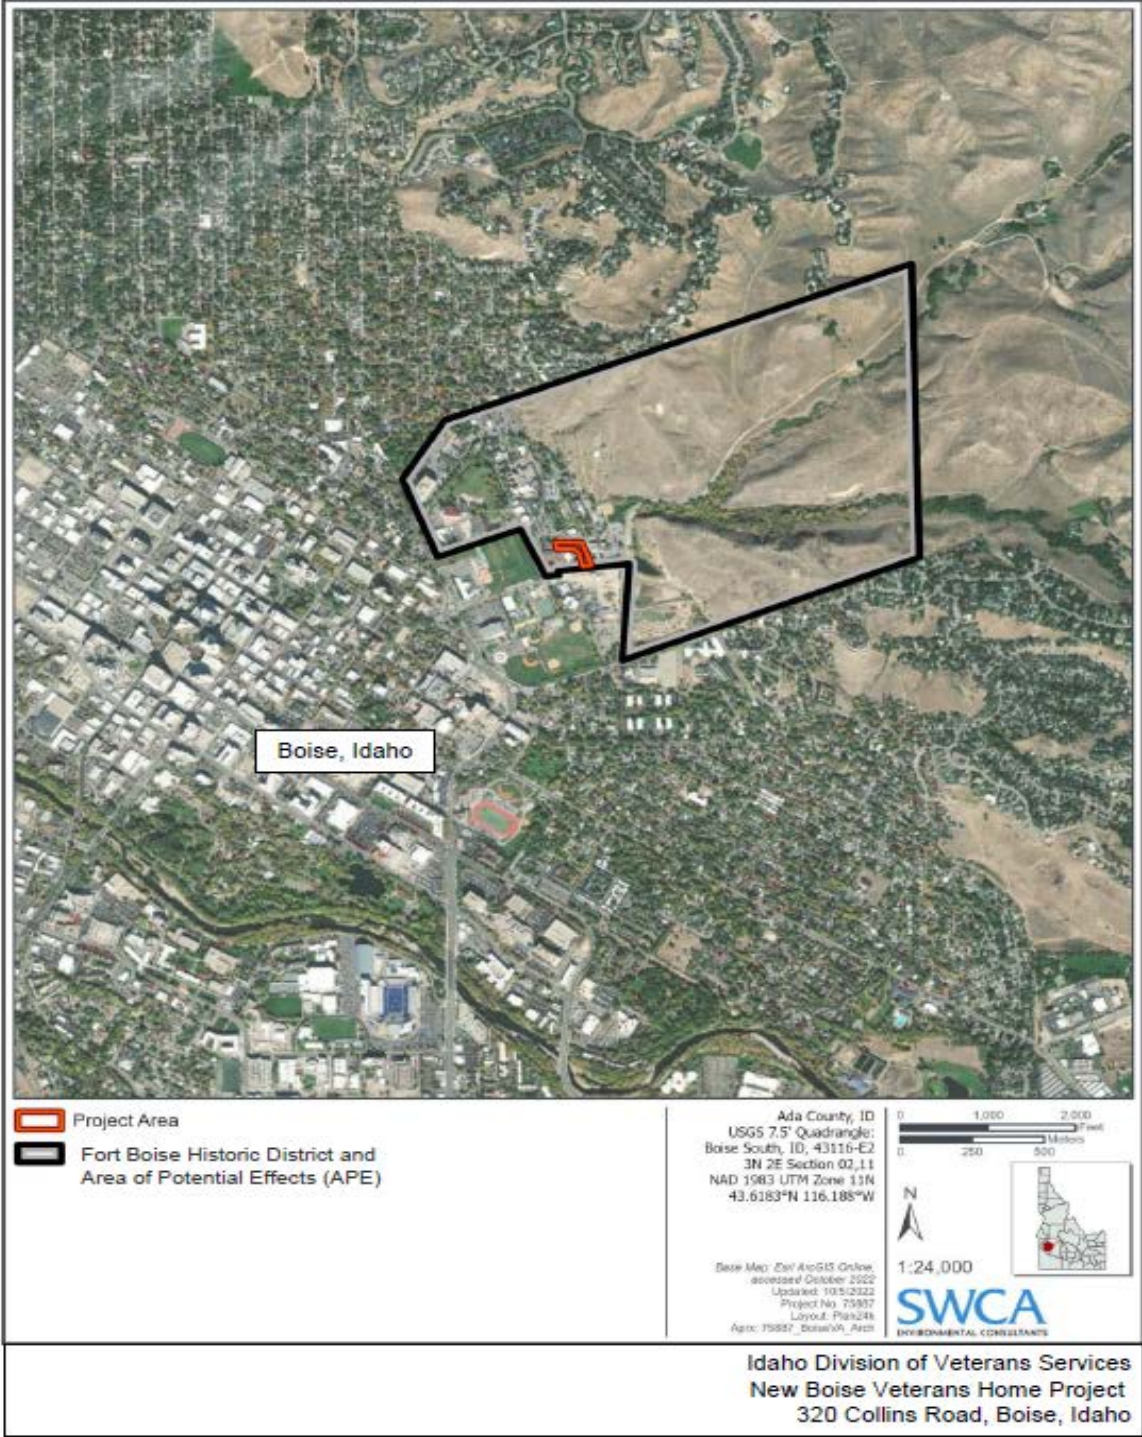 Boise, Idaho
Project Area
Fort Boise Historic District and
Area of Potential Effects (APE)
Ada County, ID
USGS 7.5' Quadrangle:
Boise South, ID, 43116-E2
3N 2E Section 02,11
NAD 1983 UTM Zone 11N
43.6183°N 116.188°W
Base Map: Esri ArcGIS Online,
accessed October 2022
Updated: 10/5/2022
Project No. 75887
Layout: Plan24k
Aprx: 75887_BoiseVA_Arch
0 1,000 2,000
Feet
Meters
0 250 500
N
1:24,000
SWCA
ENVIRONMENTAL CONSULTANTS
Idaho Division of Veterans Services
New Boise Veterans Home Project
320 Collins Road, Boise, Idaho